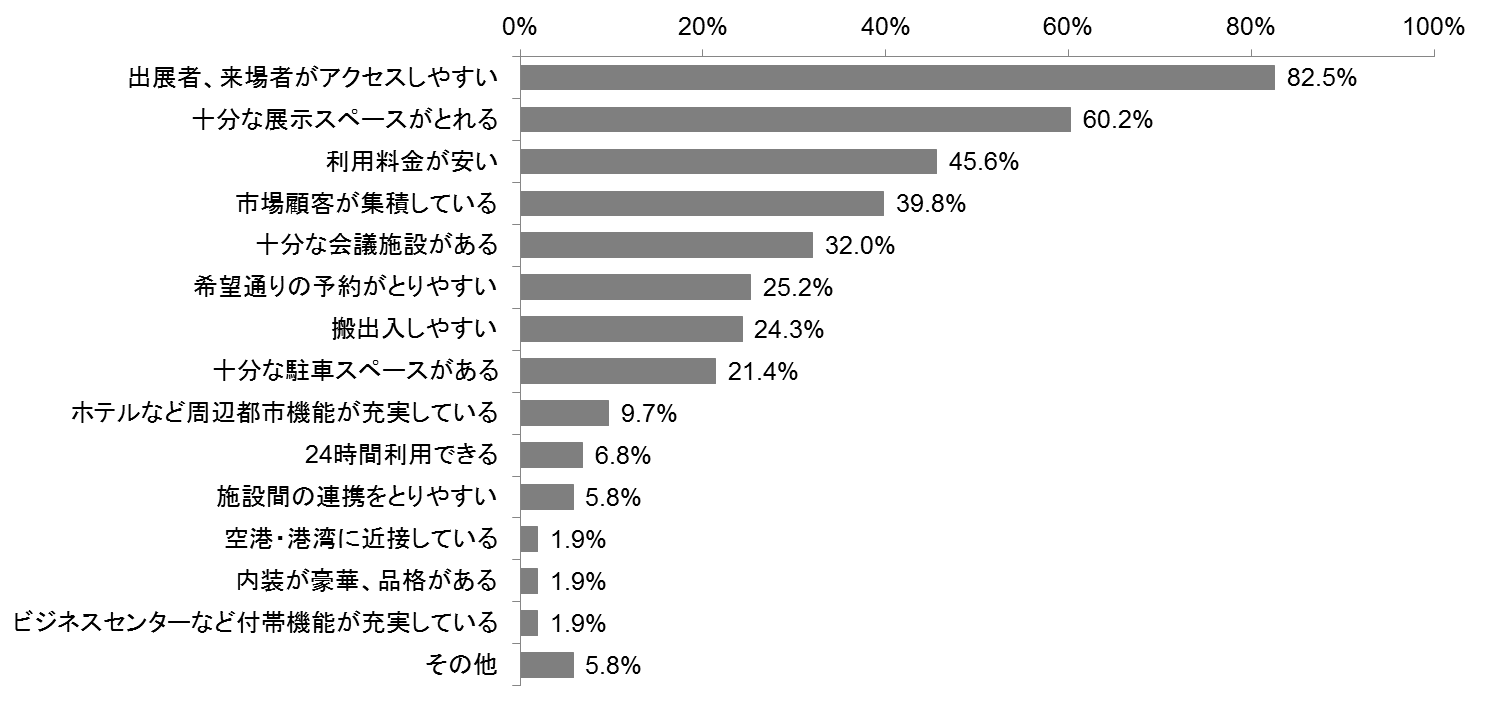 0% 20% 40% 60% 80% 100%
出展者、来場者がアクセスしやすい 82.5%
十分な展示スペースがとれる 60.2%
利用料金が安い 45.6%
市場顧客が集積している 39.8%
十分な会議施設がある 32.0%
希望通りの予約がとりやすい 25.2%
搬出入しやすい 24.3%
十分な駐車スペースがある 21.4%
ホテルなど周辺都市機能が充実している 9.7%
24時間利用できる 6.8%
施設間の連携をとりやすい 5.8%
空港・港湾に近接している 1.9%
内装が豪華、品格がある 1.9%
ビジネスセンターなど付帯機能が充実している 1.9%
その他 5.8%